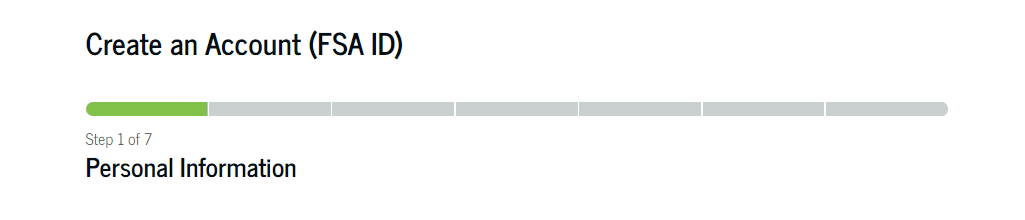 Create an Account (FSA ID)
Step 1 of 7
Personal Information